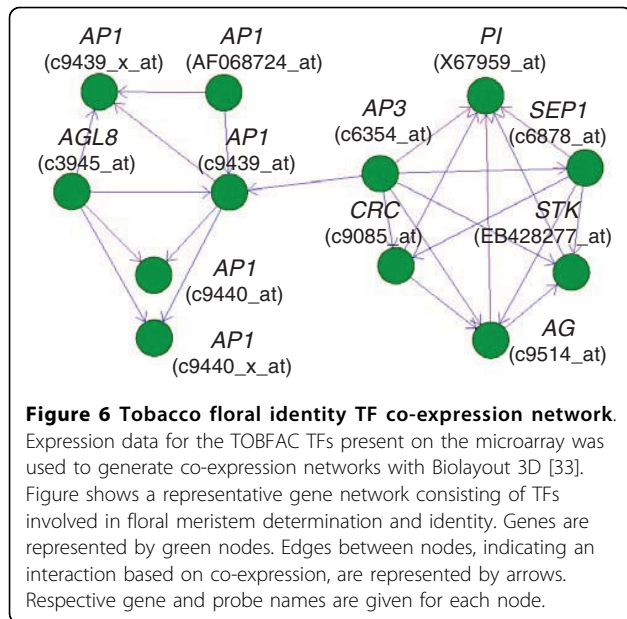 AP1
(c9439_x_at)
AP1
(AF068724_at)
PI
(X67959_at)
AGL8
(c3945_at)
AP1
(c9439_at)
AP3
(c6354_at)
SEP1
(c6878_at)
CRC
(c9085_at)
STK
(EB428277_at)
AP1
(c9440_at)
AP1
(c9440_x_at)
AG
(c9514_at)
Figure 6 Tobacco floral identity TF co-expression network.
Expression data for the TOBFAC TFs present on the microarray was
used to generate co-expression networks with Biolayout 3D [33].
Figure shows a representative gene network consisting of TFs
involved in floral meristem determination and identity. Genes are
represented by green nodes. Edges between nodes, indicating an
interaction based on co-expression, are represented by arrows.
Respective gene and probe names are given for each node.